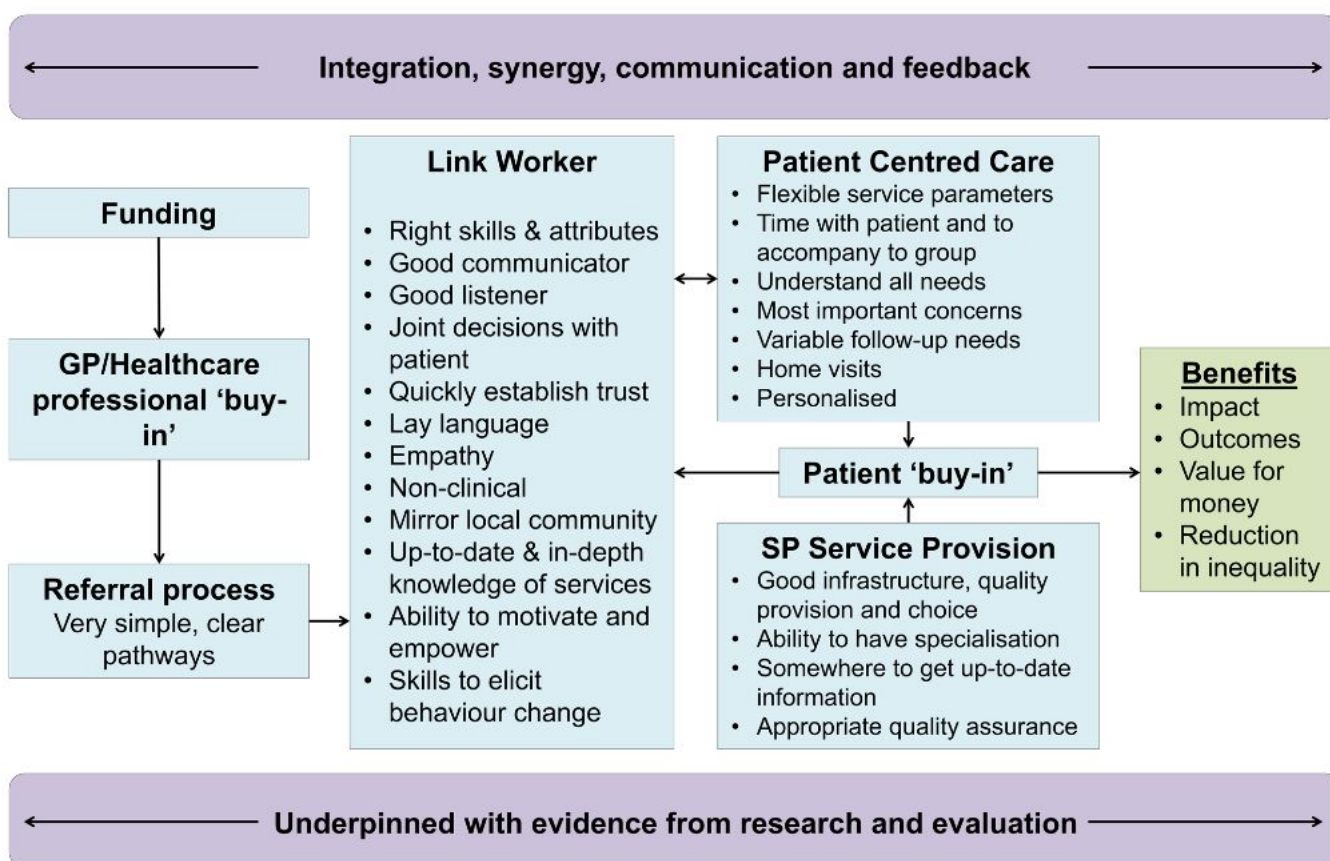 Integration, synergy, communication and feedback
Funding
GP/Healthcare
professional ‘buy-
in’
Referral process
Very simple, clear
pathways
Link Worker
• Right skills & attributes
• Good communicator
• Good listener
• Joint decisions with
patient
• Quickly establish trust
• Lay language
• Empathy
• Non-clinical
• Mirror local community
• Up-to-date & in-depth
knowledge of services
• Ability to motivate and
empower
• Skills to elicit
behaviour change
Patient Centred Care
• Flexible service parameters
• Time with patient and to
accompany to group
• Understand all needs
• Most important concerns
• Variable follow-up needs
• Home visits
• Personalised
Patient ‘buy-in’
SP Service Provision
• Good infrastructure, quality
provision and choice
• Ability to have specialisation
• Somewhere to get up-to-date
information
• Appropriate quality assurance
Benefits
• Impact
• Outcomes
• Value for
money
• Reduction
in inequality
Underpinned with evidence from research and evaluation